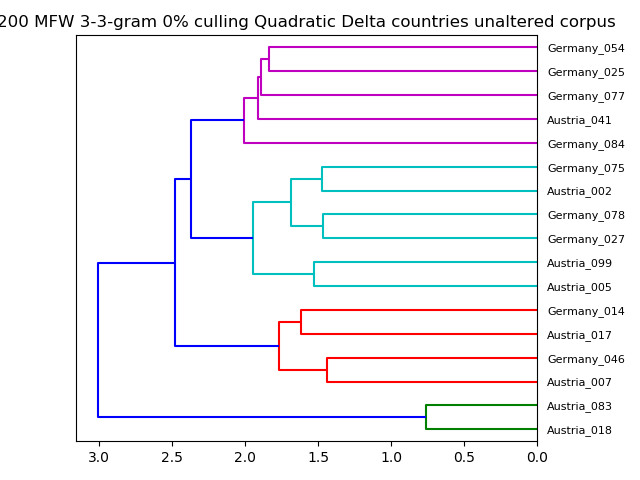 200 MFW 3-3-gram 0% culling Quadratic Delta countries unaltered corpus
Germany_054
Germany_025
Germany_077
Austria_041
Germany_084
Germany_075
Austria_002
Germany_078
Germany_027
Austria_099
Austria_005
Germany_014
Austria_017
Germany_046
Austria_007
Austria_083
Austria_018
3.0 2.5 2.0 1.5 1.0 0.5 0.0